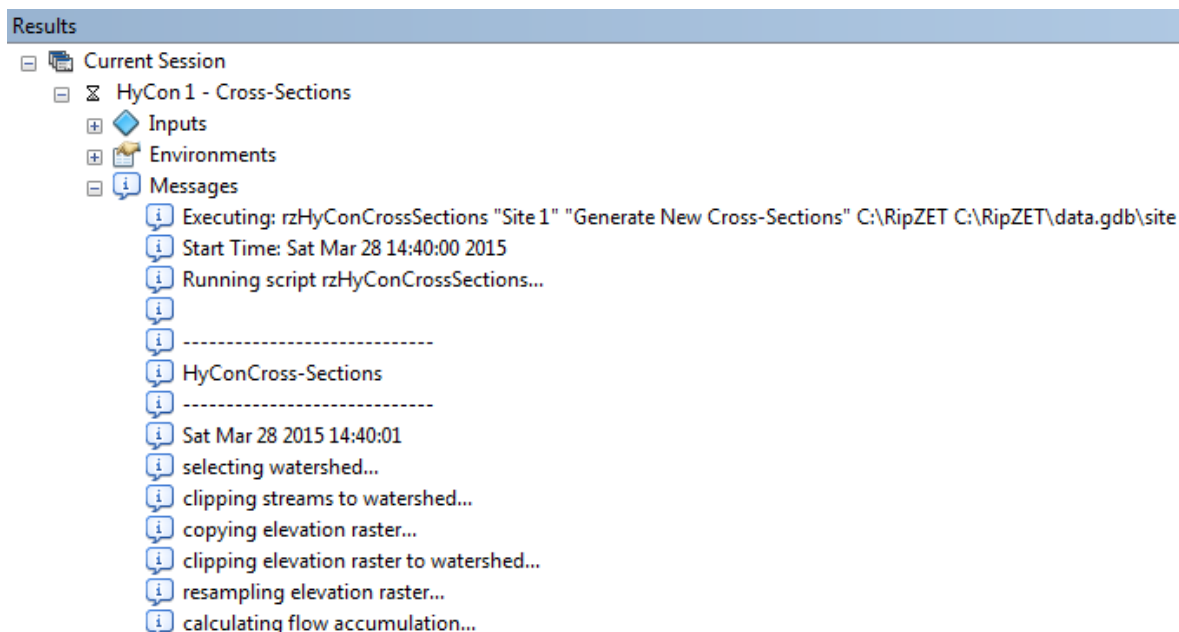 Results
Current Session
HyCon 1 - Cross-Sections
Inputs
Environments
Messages
Executing: rzHyConCrossSections "Site 1" "Generate New Cross-Sections" C:\RipZET C:\RipZET\data.gdb\site
Start Time: Sat Mar 28 14:40:00 2015
Running script rzHyConCrossSections...
-----------------------------
HyConCross-Sections
-----------------------------
Sat Mar 28 2015 14:40:01
selecting watershed...
clipping streams to watershed...
copying elevation raster...
clipping elevation raster to watershed...
resampling elevation raster...
calculating flow accumulation...